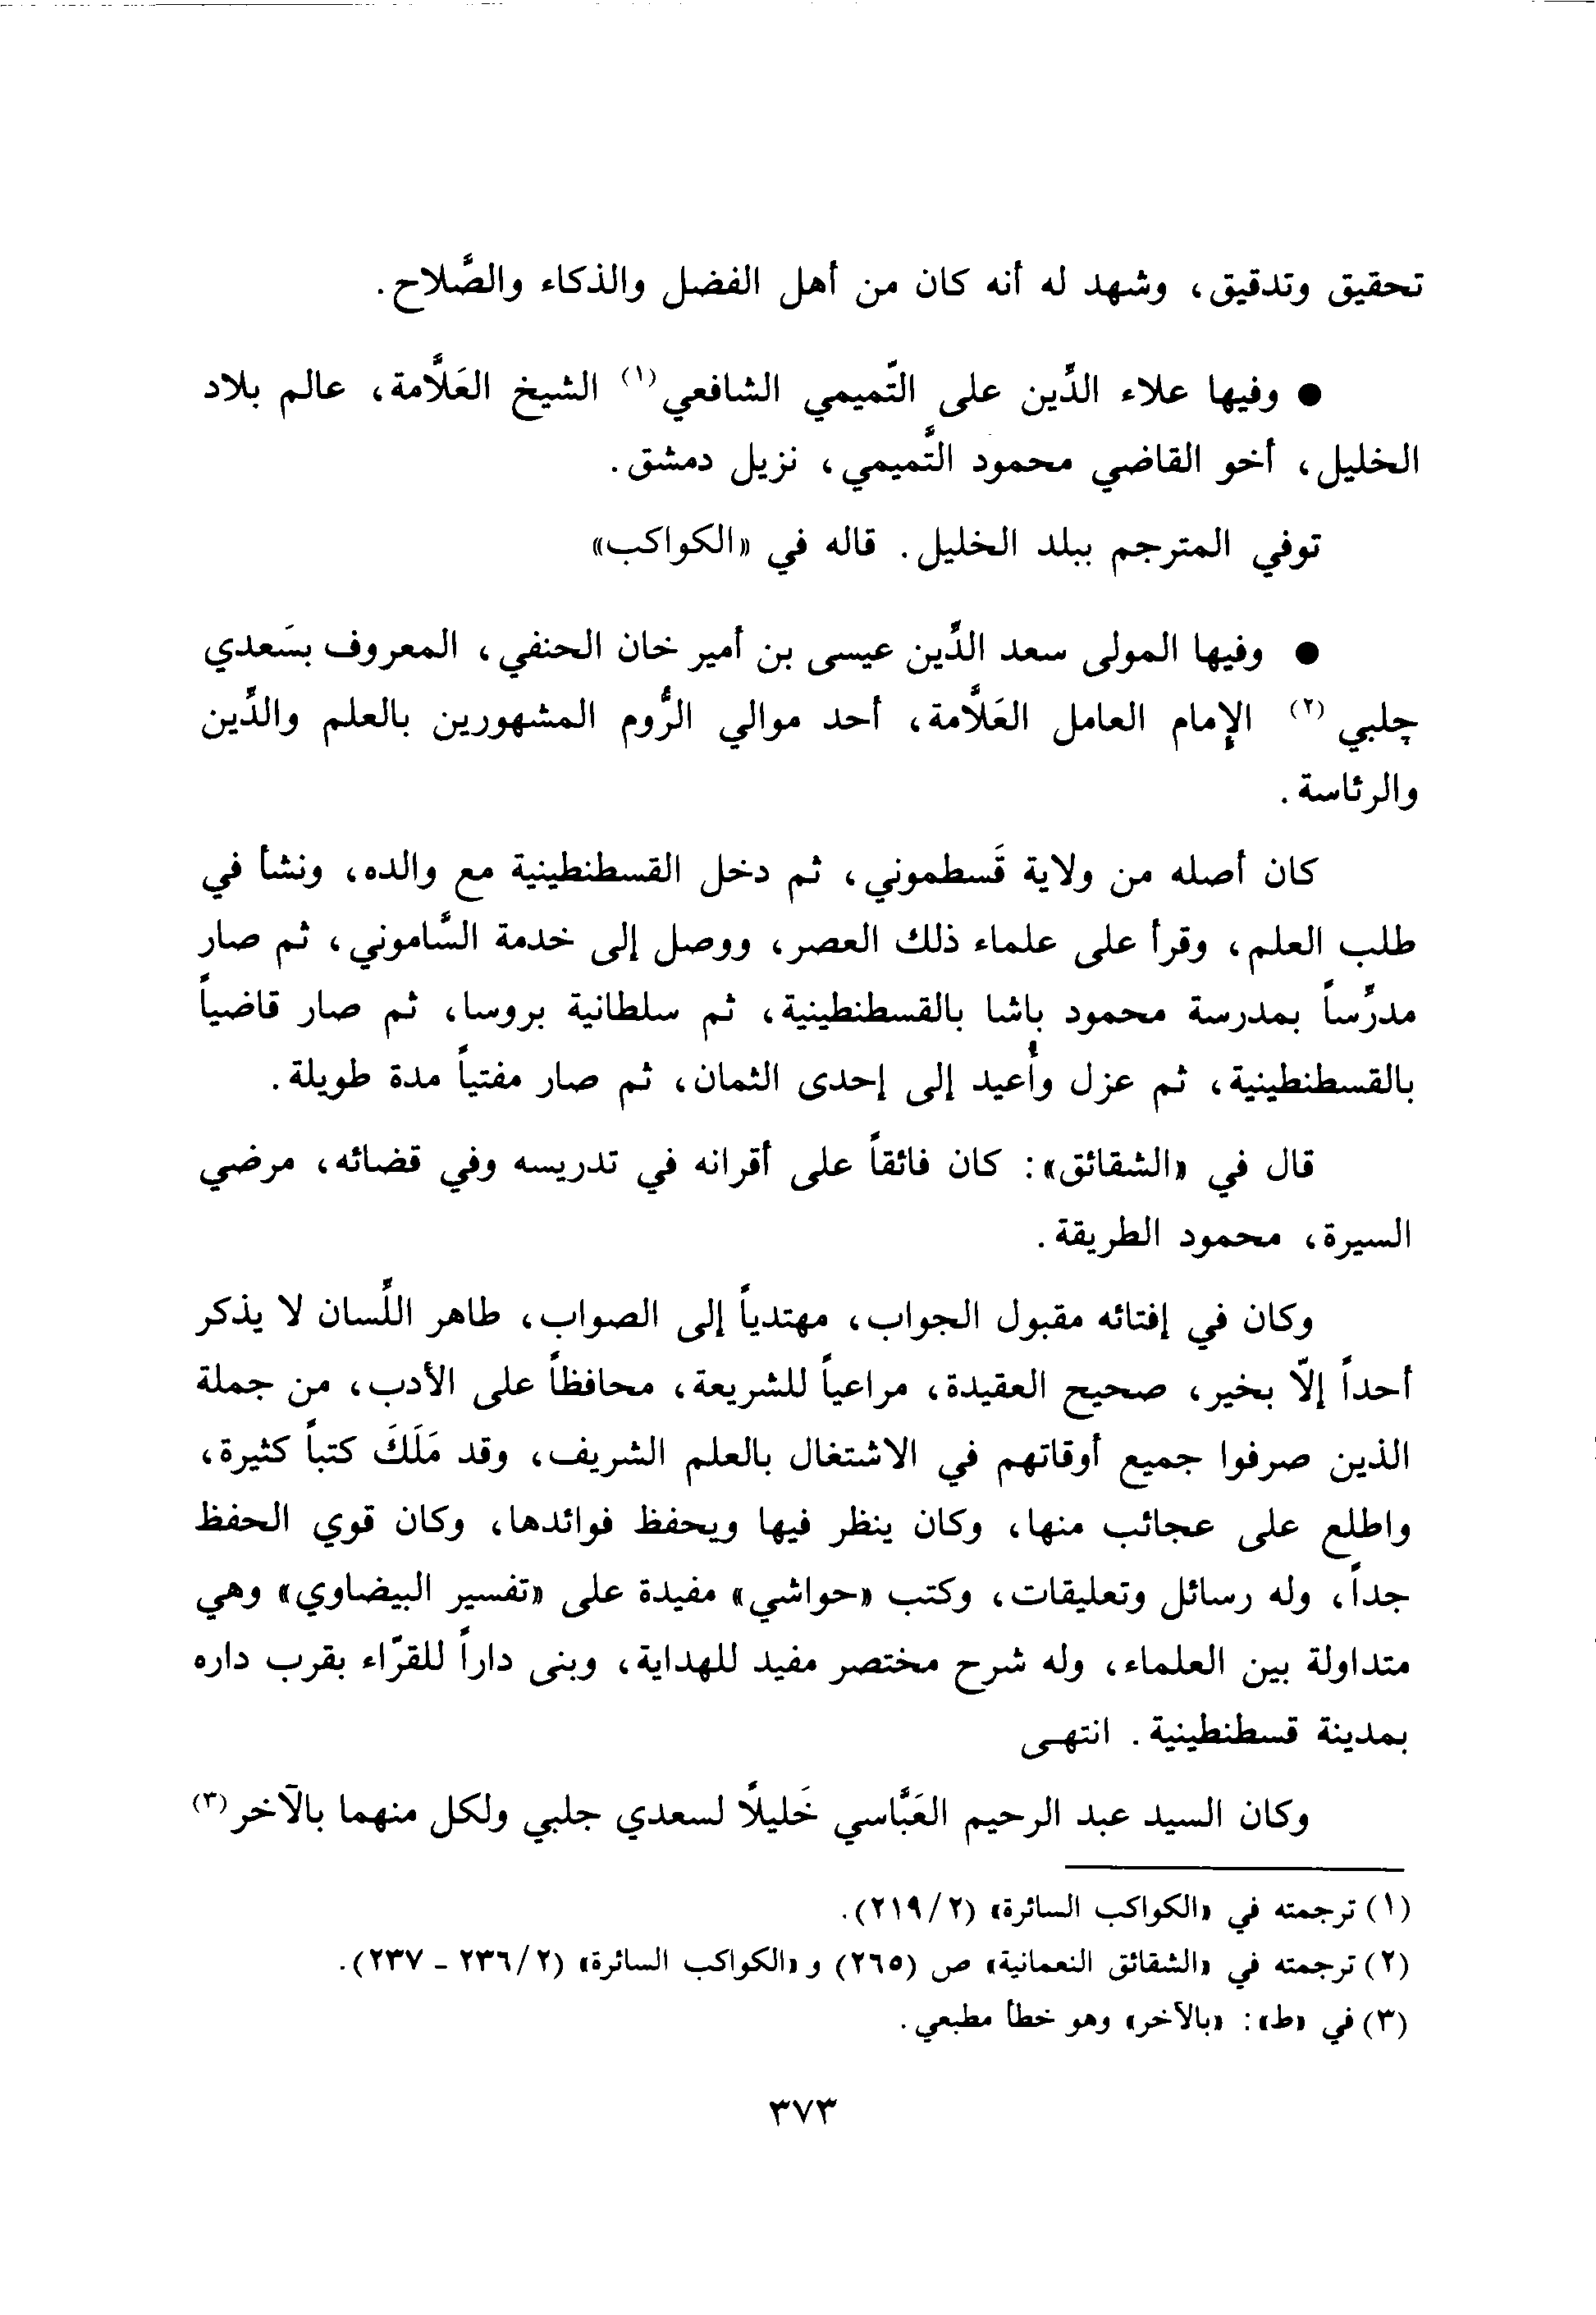 تحقيق وتدقيق، وشهد له أنه كان من أهل الفضل والذكاء والصَّلاح.
● وفيها علاء الدِّين على التَّميمي الشافعي (١) الشيخ العَلاَّمة، عالم بلاد
الخليل، أخو القاضي محمود التَّميمي، نزيل دمشق.
توفي المترجم ببلد الخليل. قاله في «الكواكب»
● وفيها المولى سعد الدِّين عيسى بن أمير خان الحنفي، المعروف بسَعدي
چلبي (٢) الإِمام العامل العَلاَّمة، أحد موالي الرُّوم المشهورين بالعلم والدِّين
والرئاسة.
كان أصله من ولاية قَسطموني، ثم دخل القسطنطينية مع والده، ونشأ في
طلب العلم، وقرأ على علماء ذلك العصر، ووصل إلى خدمة السَّاموني، ثم صار
مدرِّساً بمدرسة محمود باشا بالقسطنطينية، ثم سلطانية بروسا، ثم صار قاضياً
بالقسطنطينية، ثم عزل وأُعيد إلى إحدى الثمان، ثم صار مفتياً مدة طويلة.
قال في «الشقائق»: كان فائقاً على أقرانه في تدريسه وفي قضائه، مرضي
السيرة، محمود الطريقة.
وكان في إفتائه مقبول الجواب، مهتدياً إلى الصواب، طاهر اللِّسان لا يذكر
أحداً إلّا بخير، صحيح العقيدة، مراعياً للشريعة، محافظاً على الأدب، من جملة
الذين صرفوا جميع أوقاتهم في الاشتغال بالعلم الشريف، وقد مَلَكَ كتباً كثيرة،
واطلع على عجائب منها، وكان ينظر فيها ويحفظ فوائدها، وكان قوي الحفظ
جداً، وله رسائل وتعليقات، وكتب «حواشي» مفيدة على «تفسير البيضاوي» وهي
متداولة بين العلماء، وله شرح مختصر مفيد للهداية، وبنى داراً للقرّاء بقرب داره
بمدينة قسطنطينية. انتهى
وكان السيد عبد الرحيم العَبَّاسي خَليلاً لسعدي جلبي ولكل منهما بالآخر (٣)
(١) ترجمته في «الكواكب السائرة» (٢/٢١٩).
(٢) ترجمته في «الشقائق النعمانية» ص (٢٦٥) و «الكواكب السائرة» (٢/٢٣٦ - ٢٣٧).
(٣) في «ط»: «بالأخر» وهو خطأ مطبعي.
٣٧٣